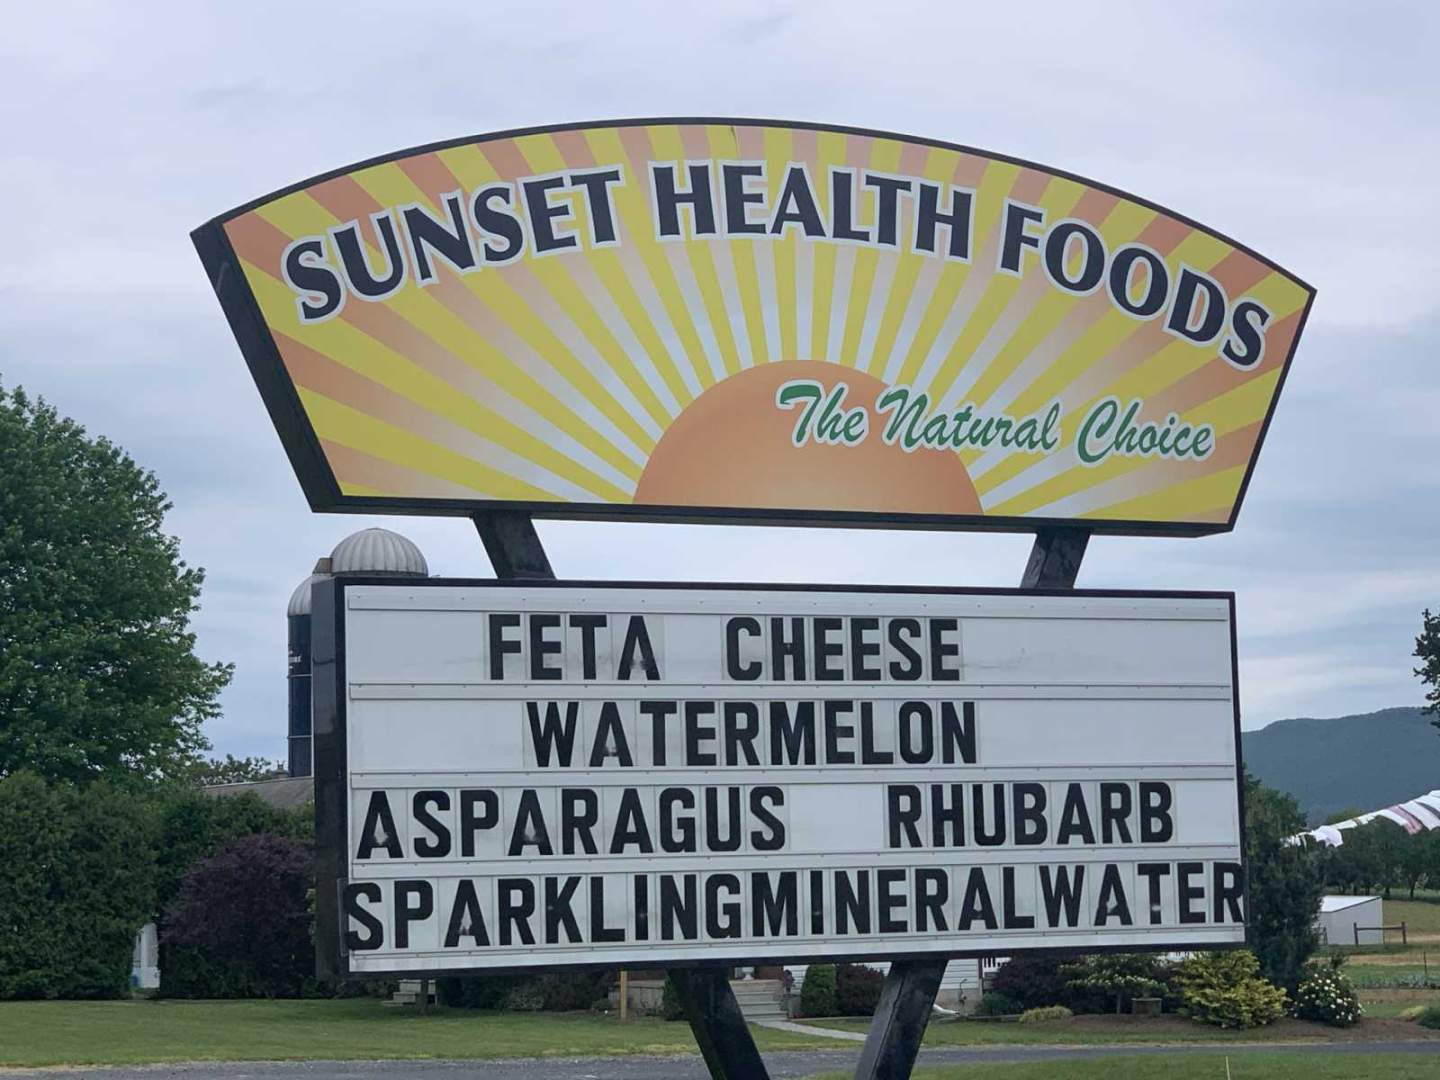 SUNSET HEALTH FOODS
The Natural Choice
FETA CHEESE
WATERMELON
ASPARAGUS RHUBARB
SPARKLINGMINERALWATER